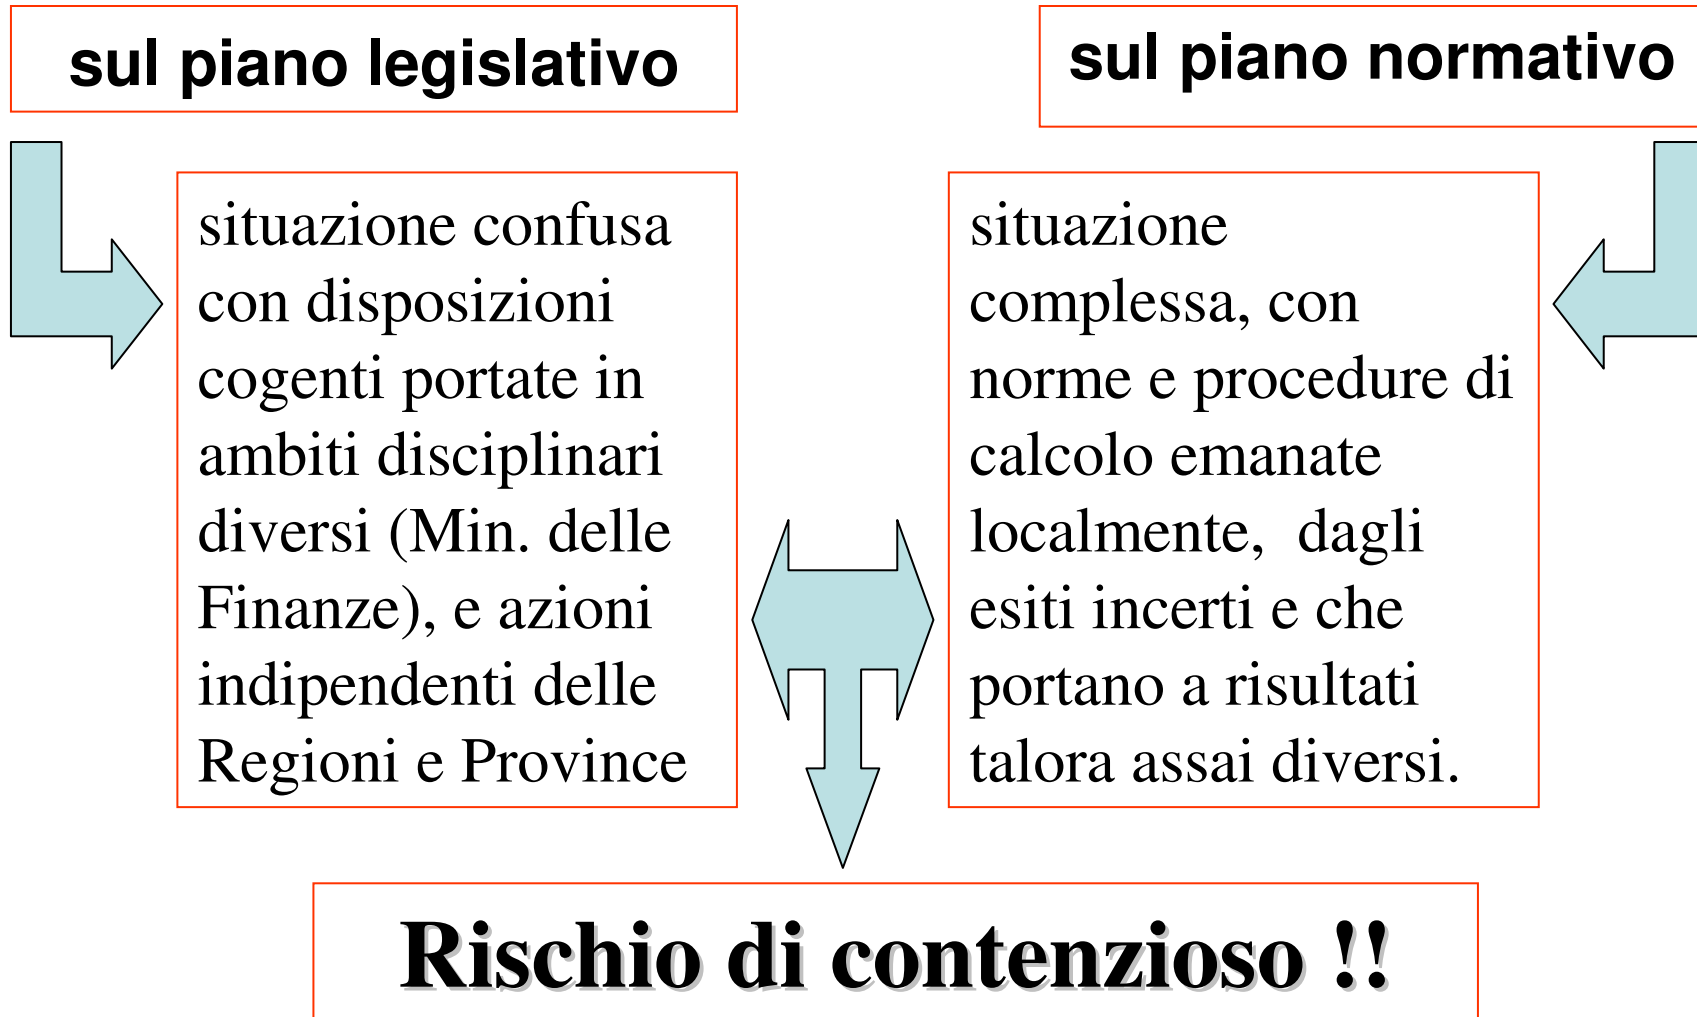 sul piano legislativo
sul piano normativo
situazione confusa
con disposizioni
cogenti portate in
ambiti disciplinari
diversi (Min. delle
Finanze), e azioni
indipendenti delle
Regioni e Province
situazione
complessa, con
norme e procedure di
calcolo emanate
localmente,  dagli
esiti incerti e che
portano a risultati
talora assai diversi.
Rischio di contenzioso !!